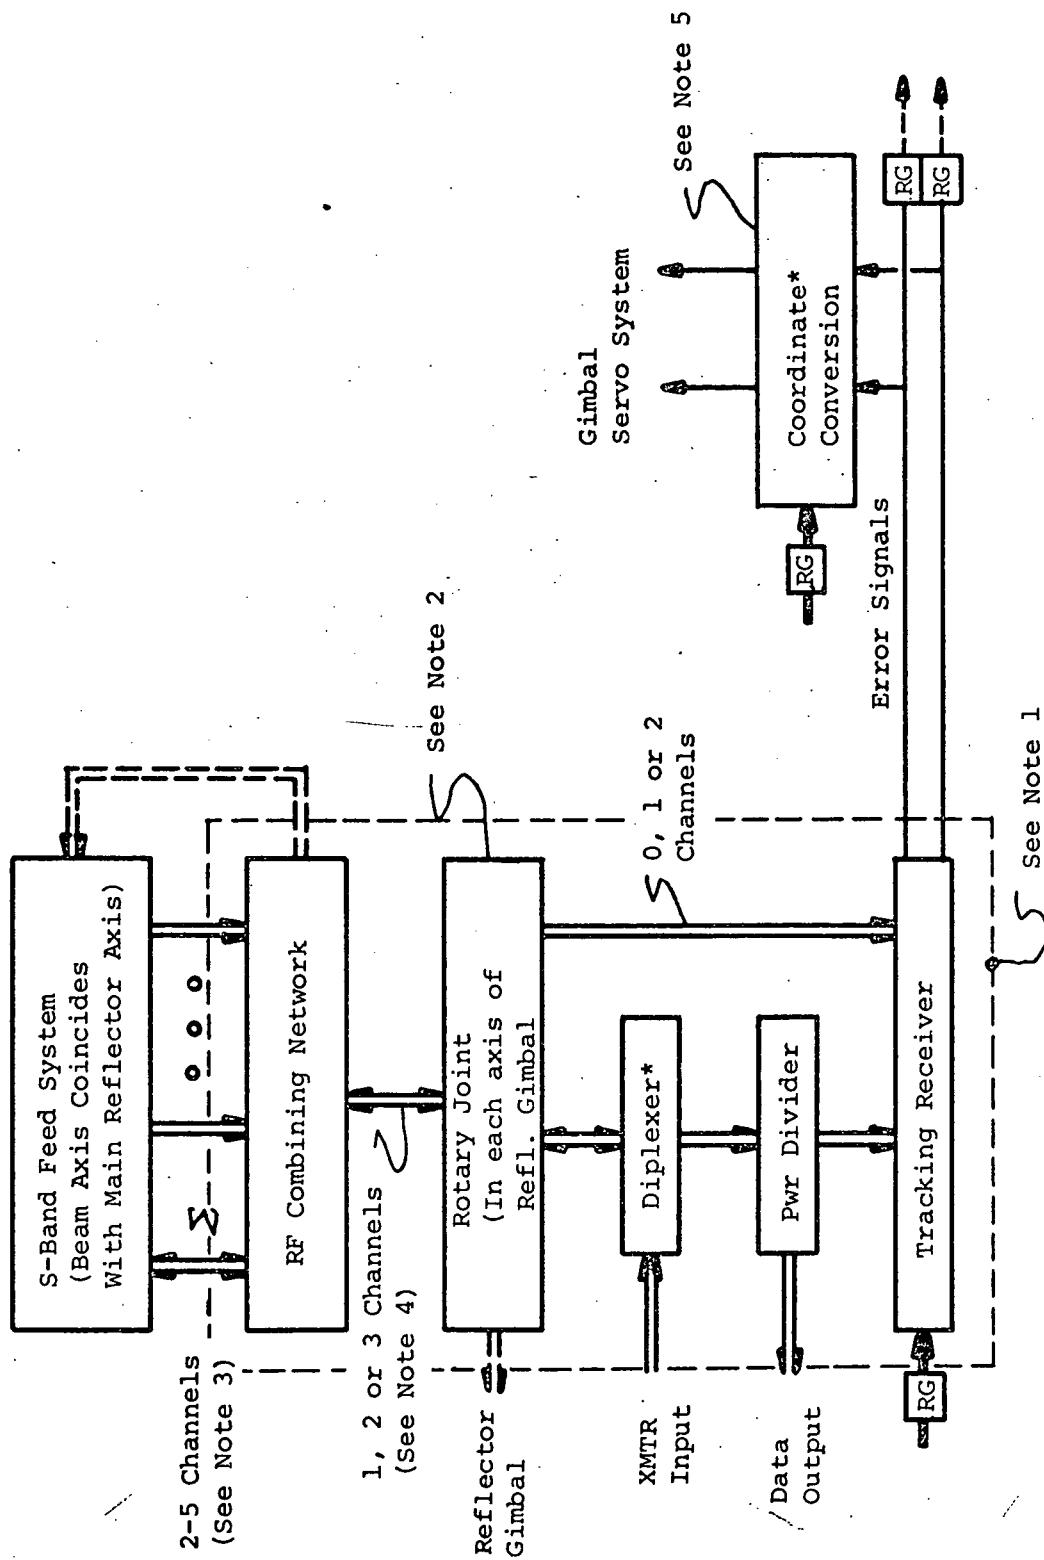 S-Band Feed System
(Beam Axis Coincides
With Main Reflector Axis)
2-5 Channels
(See Note 3)
Σ
RF Combining Network
1, 2 or 3 Channels
(See Note 4)
See Note 2
Reflector
Gimbal
Rotary Joint
(In each axis of
Refl. Gimbal
0, 1 or 2
Channels
XMTR
Input
Diplexer*
Data
Output
Pwr Divider
RG
Tracking Receiver
See Note 1
Error Signals
Gimbal
Servo System
See Note 5
RG
Coordinate*
Conversion
RG
RG